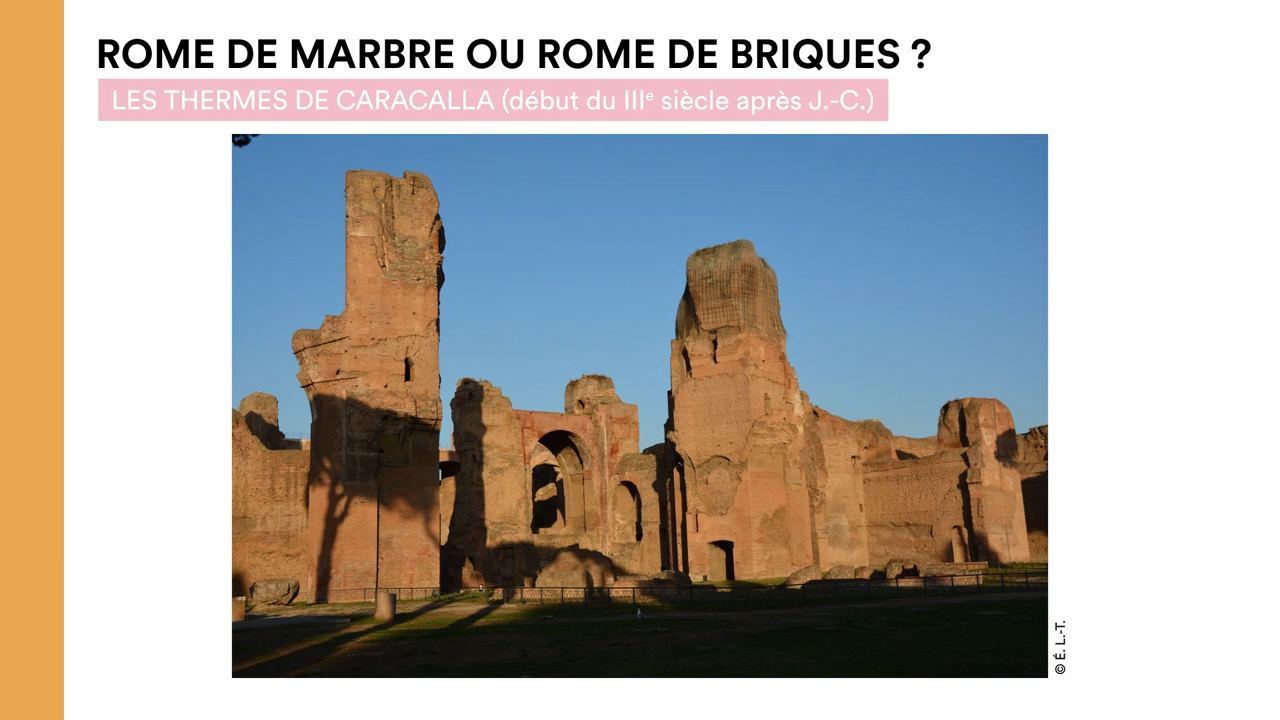 ROME DE MARBRE OU ROME DE BRIQUES ?
LES THERMES DE CARACALLA (début du IIIᵉ siècle après J.-C.)
© É. L.-T.